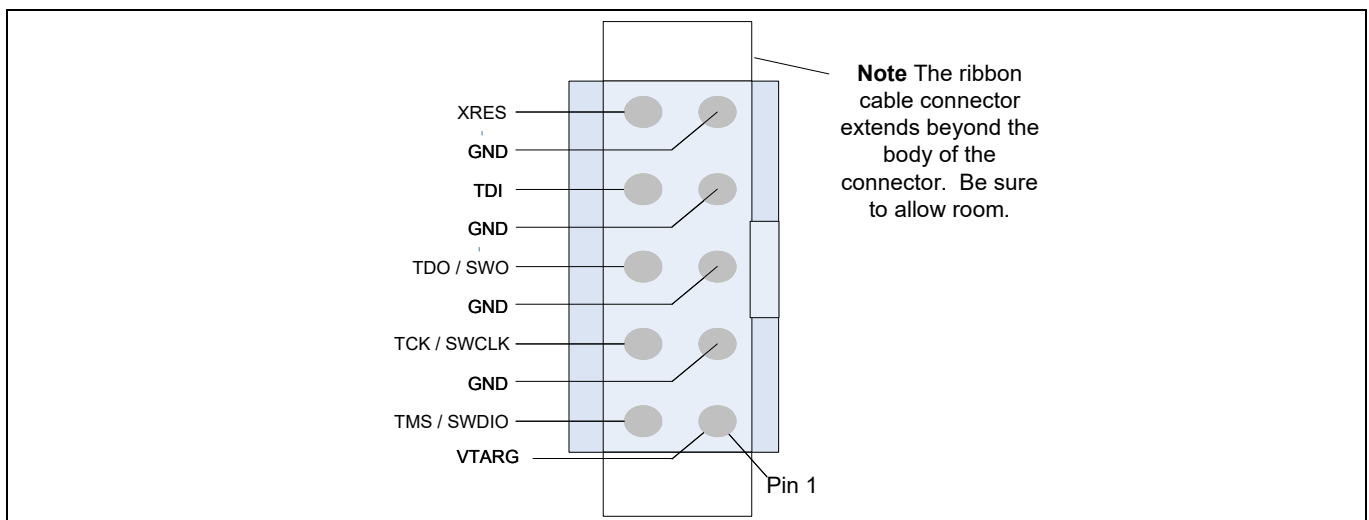 XRES
GND
TDI
GND
TDO / SWO
GND
TCK / SWCLK
GND
TMS / SWDIO
VTARG
Pin 1
Note The ribbon
cable connector
extends beyond the
body of the
connector. Be sure
to allow room.